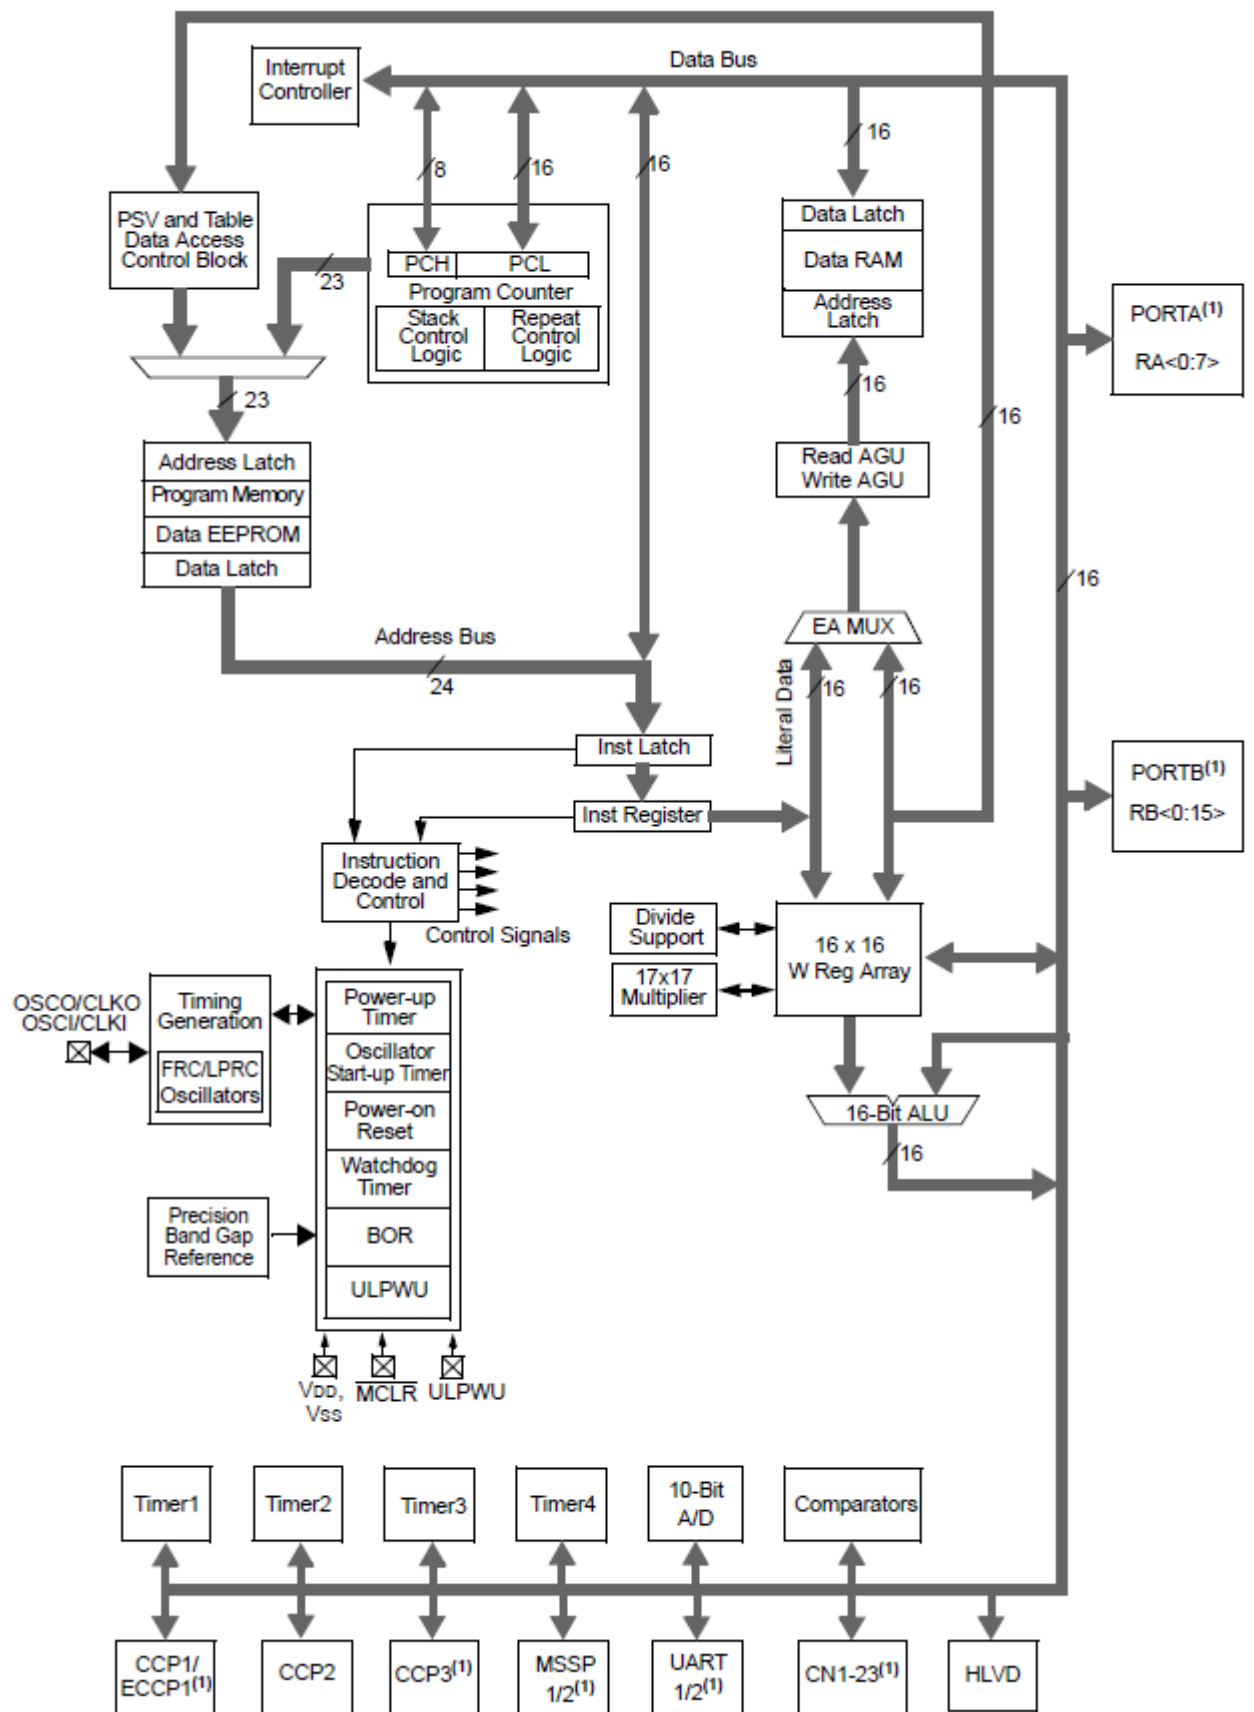 Data Bus
Interrupt
Controller
16
8
16
16
PSV and Table
Data Access
Control Block
Data Latch
Data RAM
Address
Latch
PCH
PCL
23
Program Counter
Stack
Control
Logic
Repeat
Control
Logic
PORTA(1)
RA<0:7>
23
16
16
Address Latch
Program Memory
Data EEPROM
Data Latch
Read AGU
Write AGU
16
EA MUX
Address Bus
24
Literal Data
16
16
Inst Latch
Inst Register
PORTB(1)
RB<0:15>
Instruction
Decode and
Control
Control Signals
Divide
Support
16 x 16
W Reg Array
17x17
Multiplier
OSCO/CLKO
OSCI/CLKI
Timing
Generation
FRC/LPRC
Oscillators
Power-up
Timer
Oscillator
Start-up Timer
Power-on
Reset
Watchdog
Timer
BOR
ULPWU
16-Bit ALU
16
Precision
Band Gap
Reference
VDD,
VSS
MCLR
ULPWU
Timer1
Timer2
Timer3
Timer4
10-Bit
A/D
Comparators
CCP1/
ECCP1(1)
CCP2
CCP3(1)
MSSP
1/2(1)
UART
1/2(1)
CN1-23(1)
HLVD